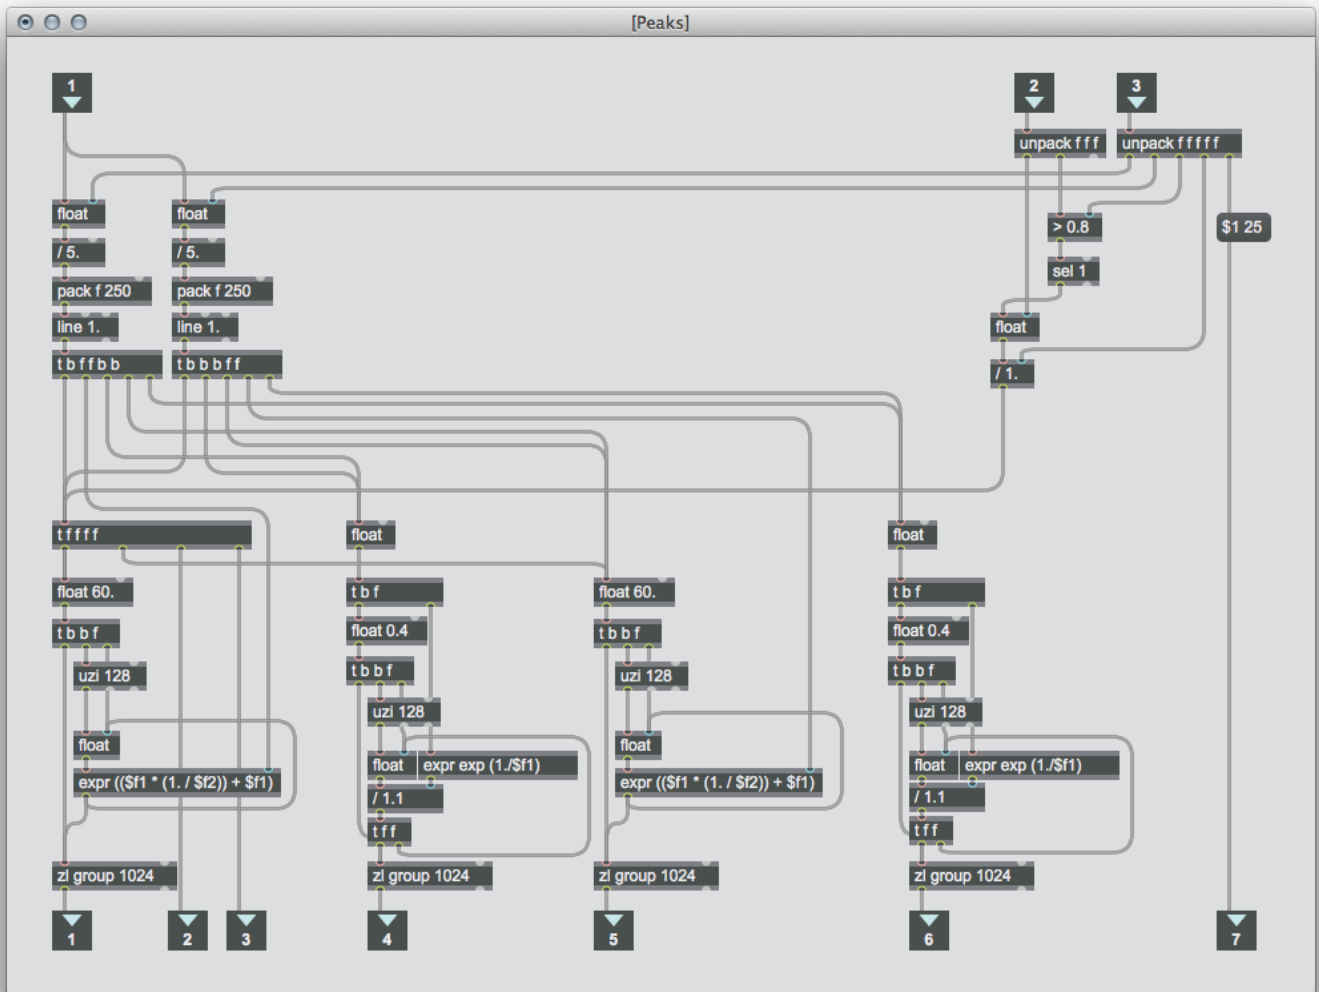 [Peaks]
1
2
3
unpack f f f
unpack f f f f f
float
float
> 0.8
$1 25
/ 5.
/ 5.
sel 1
pack f 250
pack f 250
line 1.
line 1.
float
t b f f b b
t b b b f f
/ 1.
t f f f f
float
float
float 60.
t b f
float 60.
t b f
t b b f
float 0.4
t b b f
float 0.4
uzi 128
t b b f
uzi 128
t b b f
uzi 128
uzi 128
float
float
float
expr exp (1./$f1)
float
expr exp (1./$f1)
expr (($f1 * (1. / $f2)) + $f1)
expr (($f1 * (1. / $f2)) + $f1)
/ 1.1
/ 1.1
t f f
t f f
zl group 1024
zl group 1024
zl group 1024
zl group 1024
1
2
3
4
5
6
7